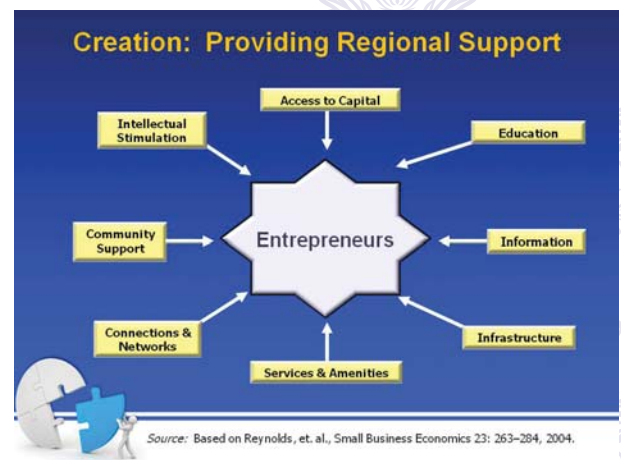 Creation:  Providing Regional Support
Access to Capital
Intellectual
Stimulation
Education
Community
Support
Entrepreneurs
Information
Connections &
Networks
Infrastructure
Services & Amenities
Source:  Based on Reynolds, et. al., Small Business Economics 23: 263–284, 2004.